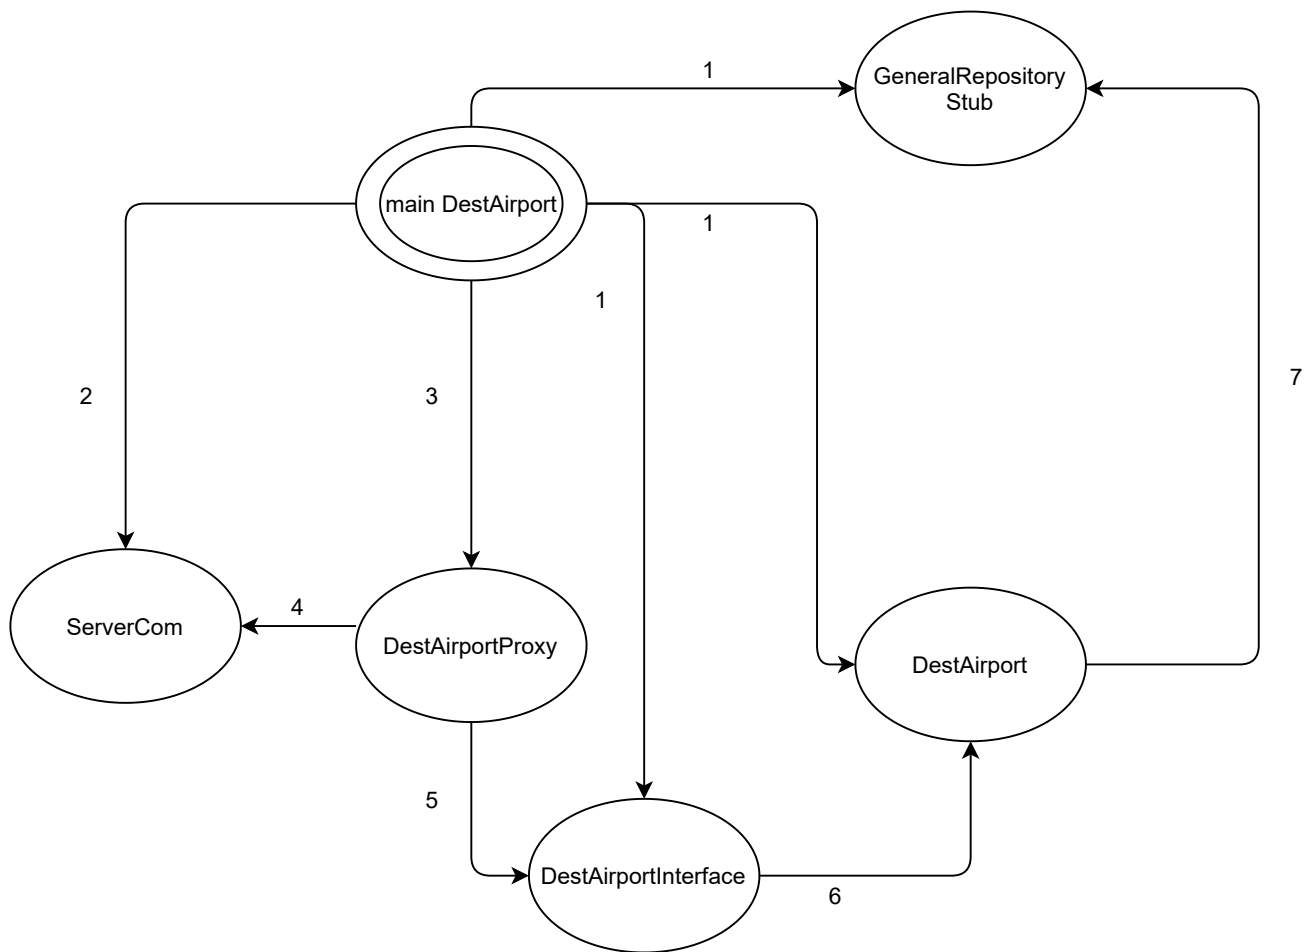 1
GeneralRepository
Stub
main DestAirport
1
1
7
2
3
4
ServerCom
DestAirportProxy
DestAirport
5
DestAirportInterface
6